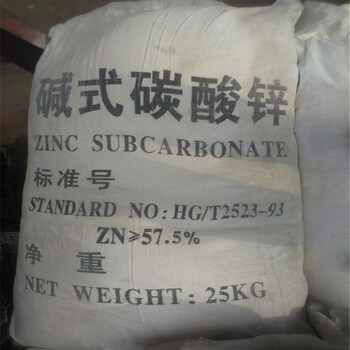 碱式碳酸锌
ZINC SUBCARBONATE
标准号
STANDARD NO: HG/T2523-93
ZN≥57.5%
净 重
NET WEIGHT: 25KG